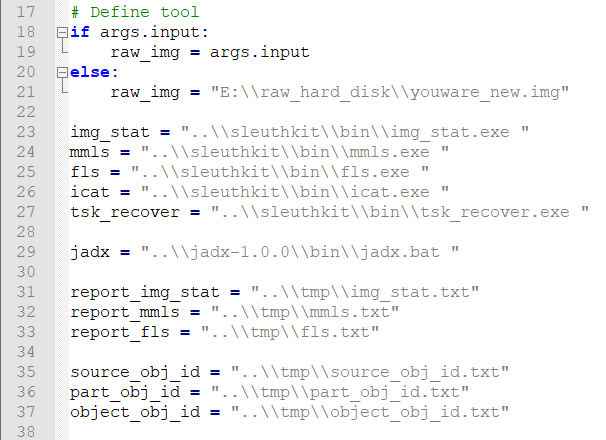 17 # Define tool
18 if args.input:
19 raw_img = args.input
20 else:
21 raw_img = "E:\\raw_hard_disk\\youware_new.img"
22
23 img_stat = "..\\sleuthkit\\bin\\img_stat.exe "
24 mmls = "..\\sleuthkit\\bin\\mmls.exe "
25 fls = "..\\sleuthkit\\bin\\fls.exe "
26 icat = "..\\sleuthkit\\bin\\icat.exe "
27 tsk_recover = "..\\sleuthkit\\bin\\tsk_recover.exe "
28
29 jadx = "..\\jadx-1.0.0\\bin\\jadx.bat "
30
31 report_img_stat = "..\\tmp\\img_stat.txt"
32 report_mmls = "..\\tmp\\mmls.txt"
33 report_fls = "..\\tmp\\fls.txt"
34
35 source_obj_id = "..\\tmp\\source_obj_id.txt"
36 part_obj_id = "..\\tmp\\part_obj_id.txt"
37 object_obj_id = "..\\tmp\\object_obj_id.txt"
38